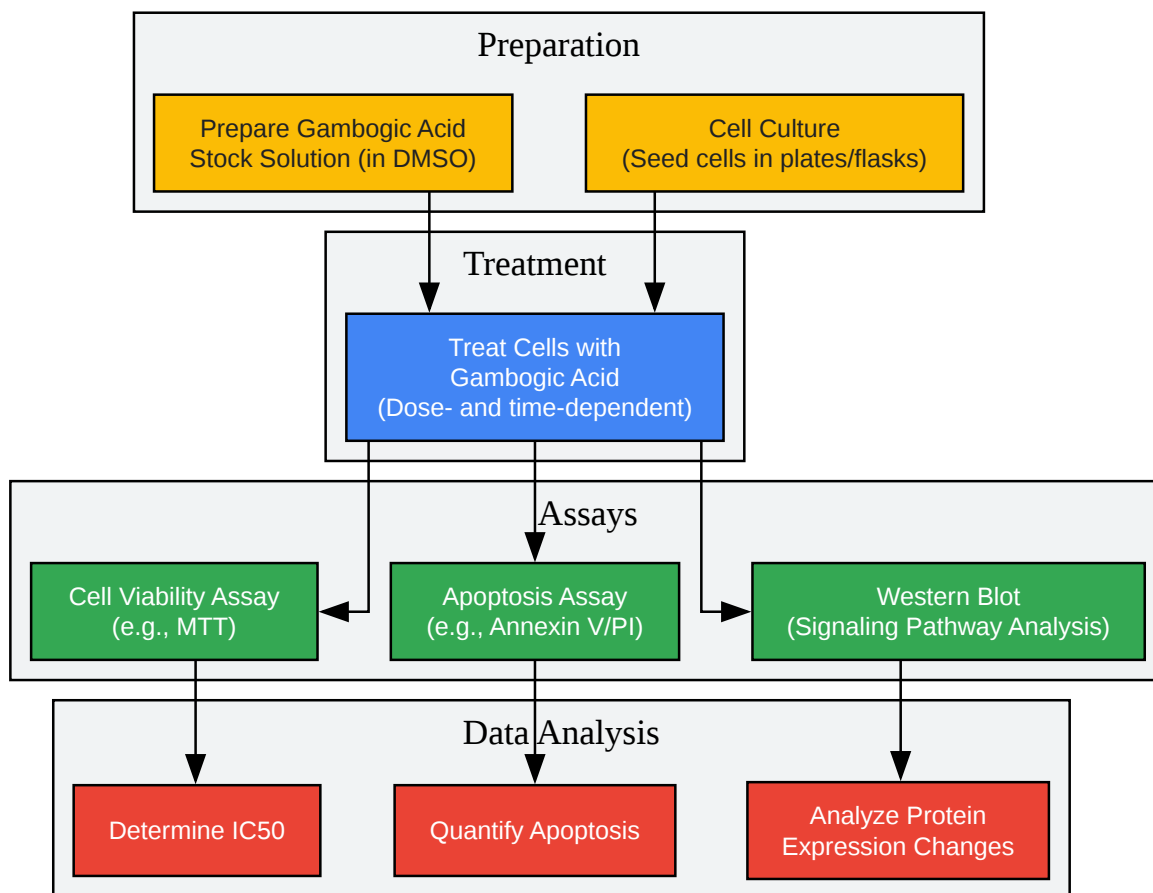 Preparation
Prepare Gambogic Acid
Stock Solution (in DMSO)
Cell Culture
(Seed cells in plates/flasks)
Treatment
Treat Cells with
Gambogic Acid
(Dose- and time-dependent)
Assays
Cell Viability Assay
(e.g., MTT)
Apoptosis Assay
(e.g., Annexin V/PI)
Western Blot
(Signaling Pathway Analysis)
Data Analysis
Determine IC50
Quantify Apoptosis
Analyze Protein
Expression Changes